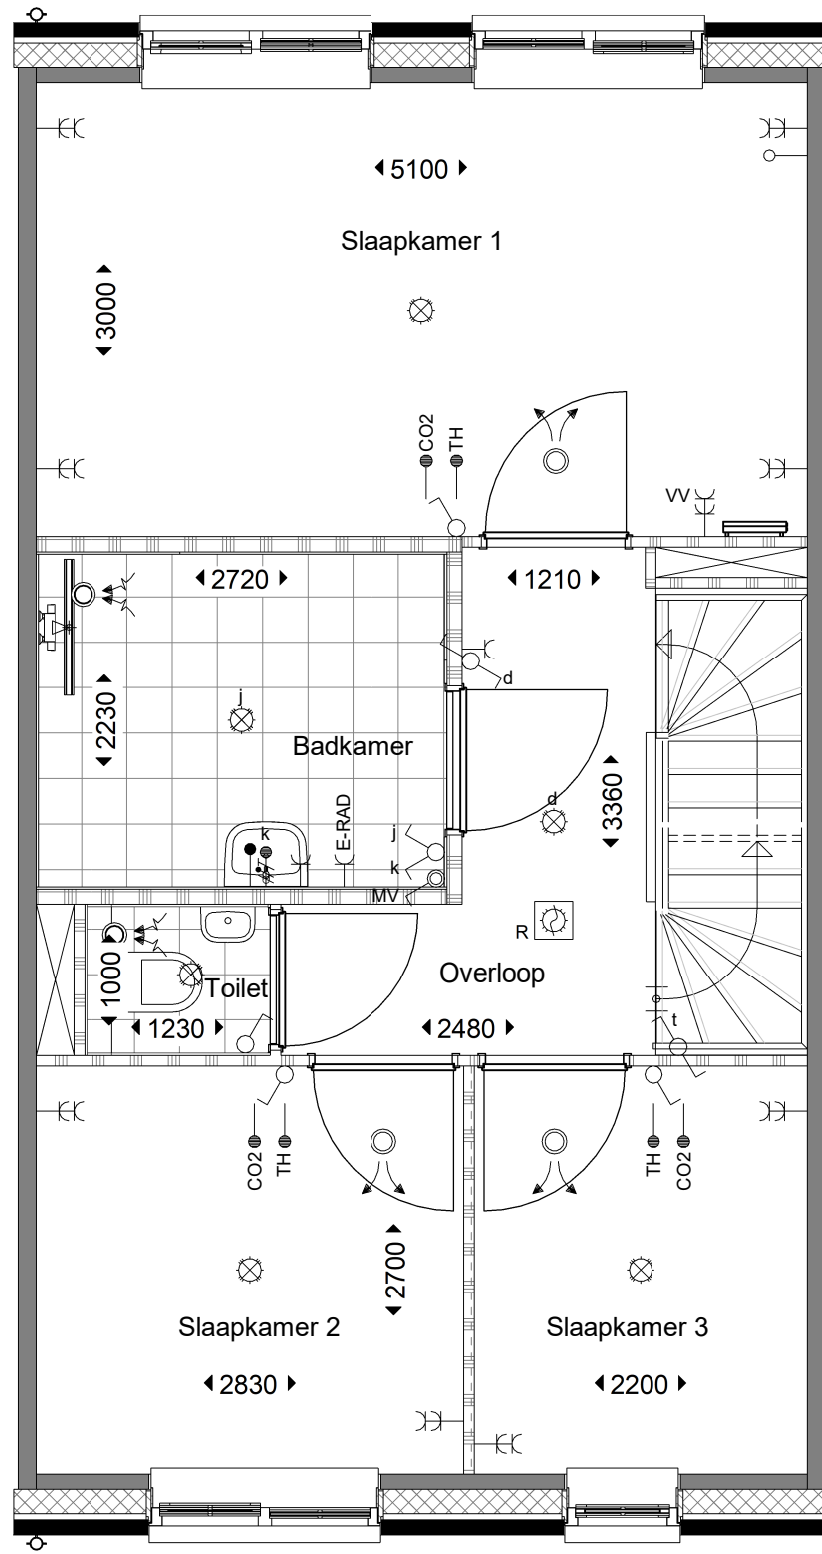 5100
Slaapkamer 1
3000
CO2
TH
VV
2720
1210
d
j
2230
Badkamer
3360
d
k
E-RAD
j
k
MV
R
Overloop
1000
Toilet
1230
2480
t
CO2
TH
TH
CO2
2700
Slaapkamer 2
Slaapkamer 3
2830
2200